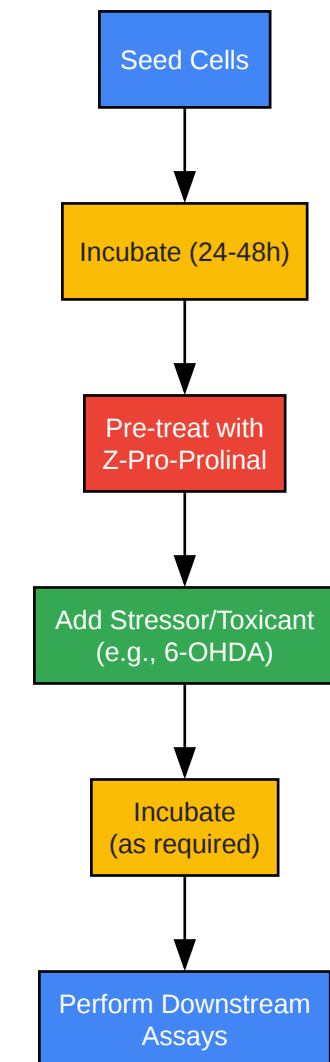 Seed Cells
Incubate (24-48h)
Pre-treat with
Z-Pro-Prolinal
Add Stressor/Toxicant
(e.g., 6-OHDA)
Incubate
(as required)
Perform Downstream
Assays